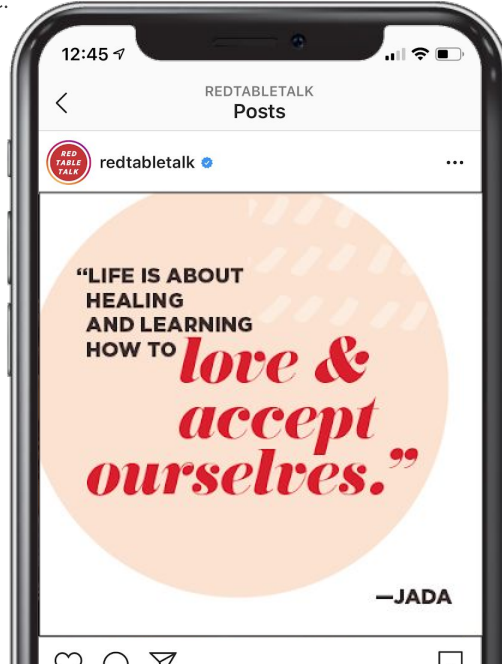 ..
12:45
REDTABLETALK
Posts
RED
TABLE
TALK
redtabletalk
...
“LIFE IS ABOUT
HEALING
AND LEARNING
HOW TO love &
accept
ourselves.”
—JADA